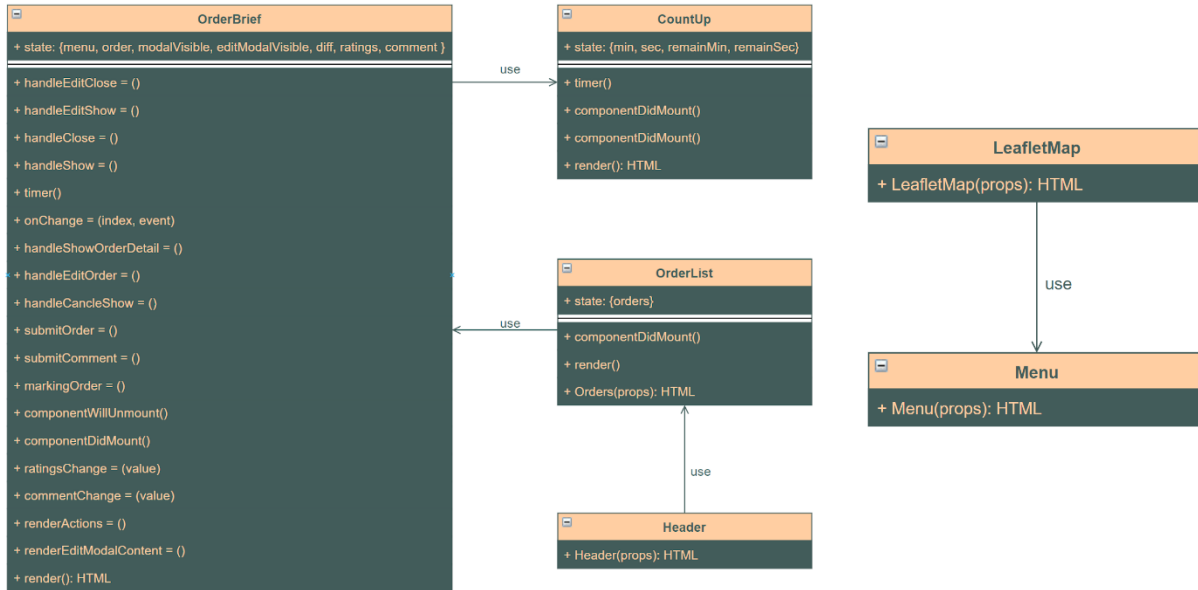 OrderBrief
+ state: {menu, order, modalVisible, editModalVisible, diff, ratings, comment }
+ handleEditClose = ()
+ handleEditShow = ()
+ handleClose = ()
+ handleShow = ()
+ timer()
+ onChange = (index, event)
+ handleShowOrderDetail = ()
+ handleEditOrder = ()
+ handleCancleShow = ()
+ submitOrder = ()
+ submitComment = ()
+ markingOrder = ()
+ componentWillUnmount()
+ componentDidMount()
+ ratingsChange = (value)
+ commentChange = (value)
+ renderActions = ()
+ renderEditModalContent = ()
+ render(): HTML
use
CountUp
+ state: {min, sec, remainMin, remainSec}
+ timer()
+ componentDidMount()
+ componentDidMount()
+ render(): HTML
use
OrderList
+ state: {orders}
+ componentDidMount()
+ render()
+ Orders(props): HTML
use
Header
+ Header(props): HTML
LeafletMap
+ LeafletMap(props): HTML
use
Menu
+ Menu(props): HTML